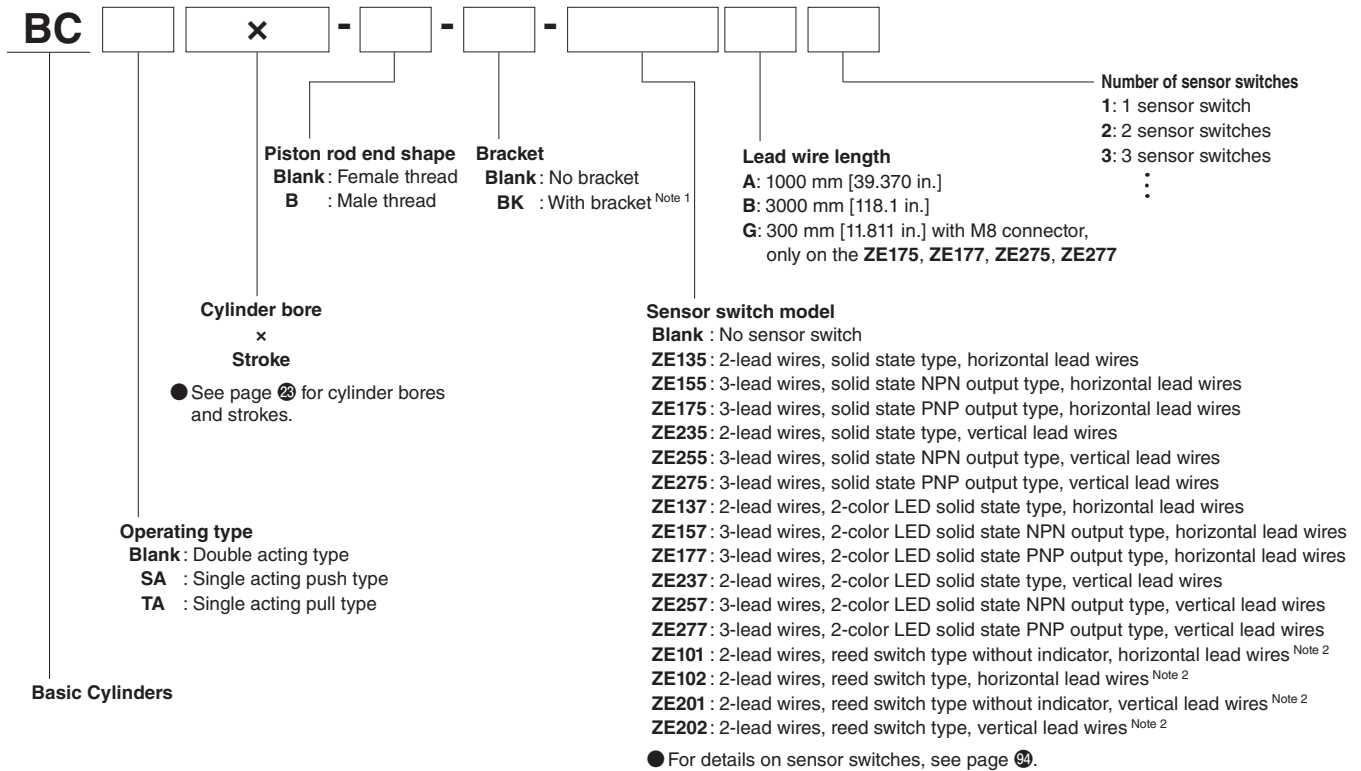 BC × - - -
Number of sensor switches
1: 1 sensor switch
2: 2 sensor switches
3: 3 sensor switches
⋮
Piston rod end shape
Blank: Female thread
B : Male thread
Bracket
Blank: No bracket
BK : With bracket Note 1
Lead wire length
A: 1000 mm [39.370 in.]
B: 3000 mm [118.1 in.]
G: 300 mm [11.811 in.] with M8 connector,
only on the ZE175, ZE177, ZE275, ZE277
Cylinder bore
×
Stroke
● See page 23 for cylinder bores
and strokes.
Sensor switch model
Blank : No sensor switch
ZE135 : 2-lead wires, solid state type, horizontal lead wires
ZE155 : 3-lead wires, solid state NPN output type, horizontal lead wires
ZE175 : 3-lead wires, solid state PNP output type, horizontal lead wires
ZE235 : 2-lead wires, solid state type, vertical lead wires
ZE255 : 3-lead wires, solid state NPN output type, vertical lead wires
ZE275 : 3-lead wires, solid state PNP output type, vertical lead wires
ZE137 : 2-lead wires, 2-color LED solid state type, horizontal lead wires
ZE157 : 3-lead wires, 2-color LED solid state NPN output type, horizontal lead wires
ZE177 : 3-lead wires, 2-color LED solid state PNP output type, horizontal lead wires
ZE237 : 2-lead wires, 2-color LED solid state type, vertical lead wires
ZE257 : 3-lead wires, 2-color LED solid state NPN output type, vertical lead wires
ZE277 : 3-lead wires, 2-color LED solid state PNP output type, vertical lead wires
ZE101 : 2-lead wires, reed switch type without indicator, horizontal lead wires Note 2
ZE102 : 2-lead wires, reed switch type, horizontal lead wires Note 2
ZE201 : 2-lead wires, reed switch type without indicator, vertical lead wires Note 2
ZE202 : 2-lead wires, reed switch type, vertical lead wires Note 2
● For details on sensor switches, see page 94.
Operating type
Blank : Double acting type
SA : Single acting push type
TA : Single acting pull type
Basic Cylinders